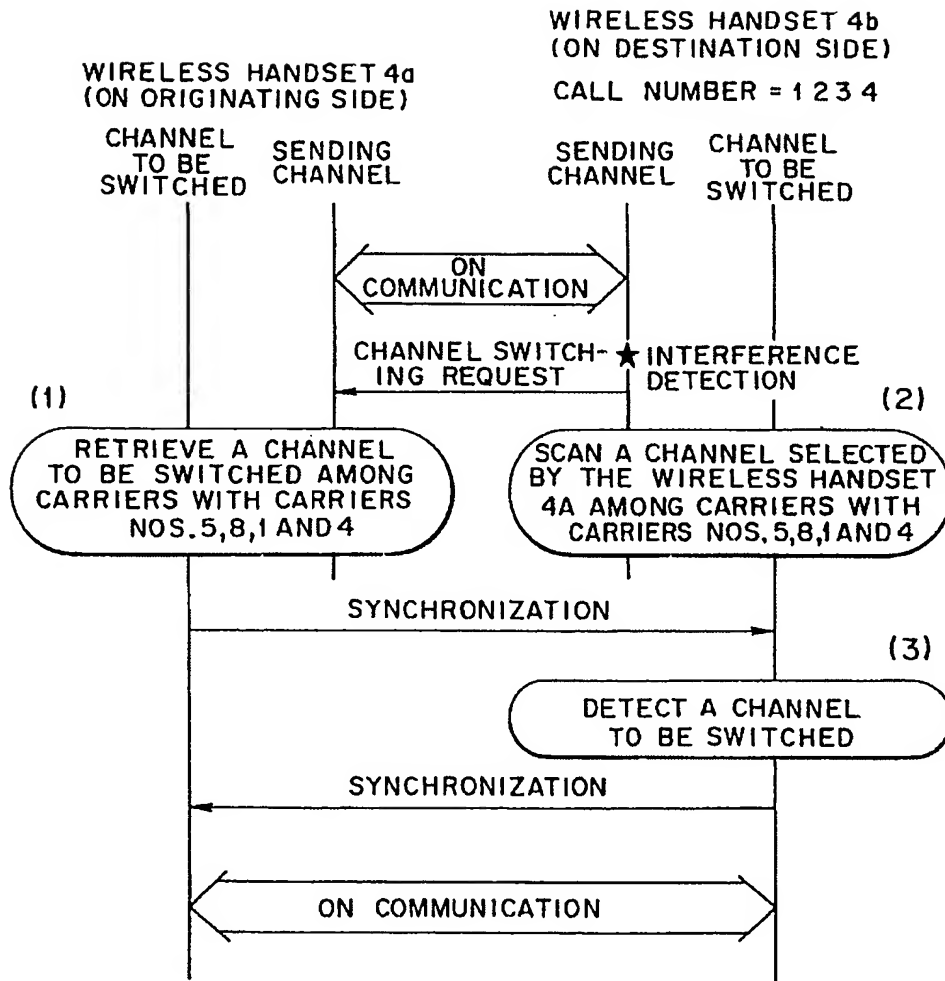 WIRELESS HANDSET 4a
(ON ORIGINATING SIDE)
WIRELESS HANDSET 4b
(ON DESTINATION SIDE)
CALL NUMBER = 1 2 3 4
CHANNEL
TO BE
SWITCHED
SENDING
CHANNEL
SENDING
CHANNEL
CHANNEL
TO BE
SWITCHED
ON
COMMUNICATION
CHANNEL SWITCH-
ING REQUEST
★ INTERFERENCE
DETECTION
(1)
RETRIEVE A CHANNEL
TO BE SWITCHED AMONG
CARRIERS WITH CARRIERS
NOS. 5,8,1 AND 4
(2)
SCAN A CHANNEL SELECTED
BY THE WIRELESS HANDSET
4A AMONG CARRIERS WITH
CARRIERS NOS. 5,8,1 AND 4
SYNCHRONIZATION
(3)
DETECT A CHANNEL
TO BE SWITCHED
SYNCHRONIZATION
ON COMMUNICATION